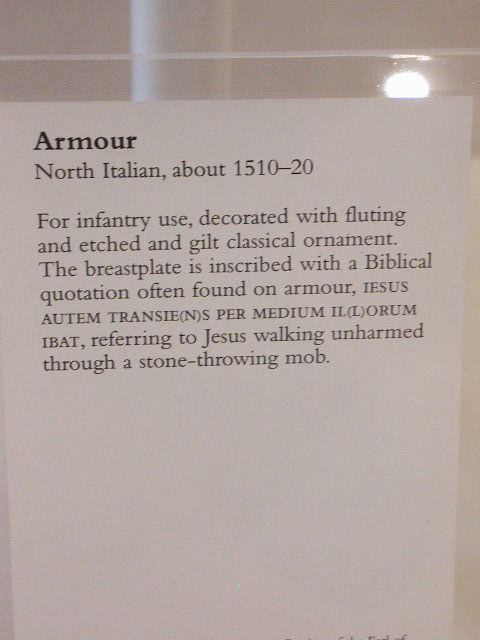 Armour
North Italian, about 1510–20
For infantry use, decorated with fluting
and etched and gilt classical ornament.
The breastplate is inscribed with a Biblical
quotation often found on armour, IESUS
AUTEM TRANSIE(N)S PER MEDIUM IL(L)ORUM
IBAT, referring to Jesus walking unharmed
through a stone-throwing mob.